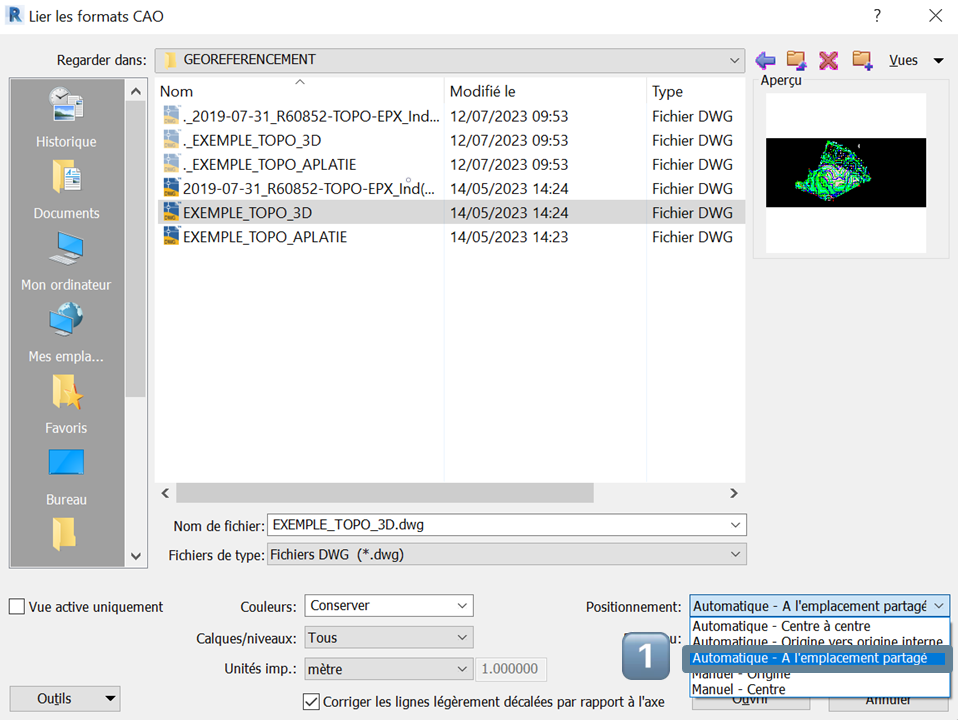 Lier les formats CAO
?
Regarder dans: GEOREFERENCEMENT
Vues
Aperçu
Nom Modifié le Type
._2019-07-31_R60852-TOPO-EPX_Ind... 12/07/2023 09:53 Fichier DWG
._EXEMPLE_TOPO_3D 12/07/2023 09:53 Fichier DWG
._EXEMPLE_TOPO_APLATIE 12/07/2023 09:53 Fichier DWG
2019-07-31_R60852-TOPO-EPX_Ind(... 14/05/2023 14:24 Fichier DWG
EXEMPLE_TOPO_3D 14/05/2023 14:24 Fichier DWG
EXEMPLE_TOPO_APLATIE 14/05/2023 14:23 Fichier DWG
Historique
Documents
Mon ordinateur
Mes empla...
Favoris
Bureau
Nom de fichier: EXEMPLE_TOPO_3D.dwg
Fichiers de type: Fichiers DWG (*.dwg)
Vue active uniquement
Couleurs: Conserver
Calques/niveaux: Tous
Unités imp.: mètre 1.000000
Corriger les lignes légèrement décalées par rapport à l'axe
Positionnement: Automatique - A l'emplacement partagé
Automatique - Centre à centre
Automatique - Origine vers origine interne
1
Automatique - A l'emplacement partagé
Manuel - Origine
Manuel - Centre
Outils
Ouvrir
Annuler